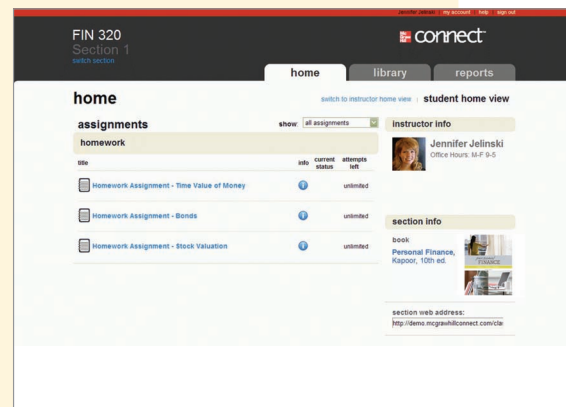 Jennifer Jelinski | my account | help | sign out
FIN 320
Section 1
switch section
connect
home
library
reports
home
switch to instructor home view | student home view
assignments
show: all assignments
homework
title
info
current status
attempts left
Homework Assignment - Time Value of Money
unlimited
Homework Assignment - Bonds
unlimited
Homework Assignment - Stock Valuation
unlimited
instructor info
Jennifer Jelinski
Office Hours: M-F 9-5
section info
book
Personal Finance,
Kapoor, 10th ed.
FINANCE
section web address:
http://demo.mcgrawhillconnect.com/cla